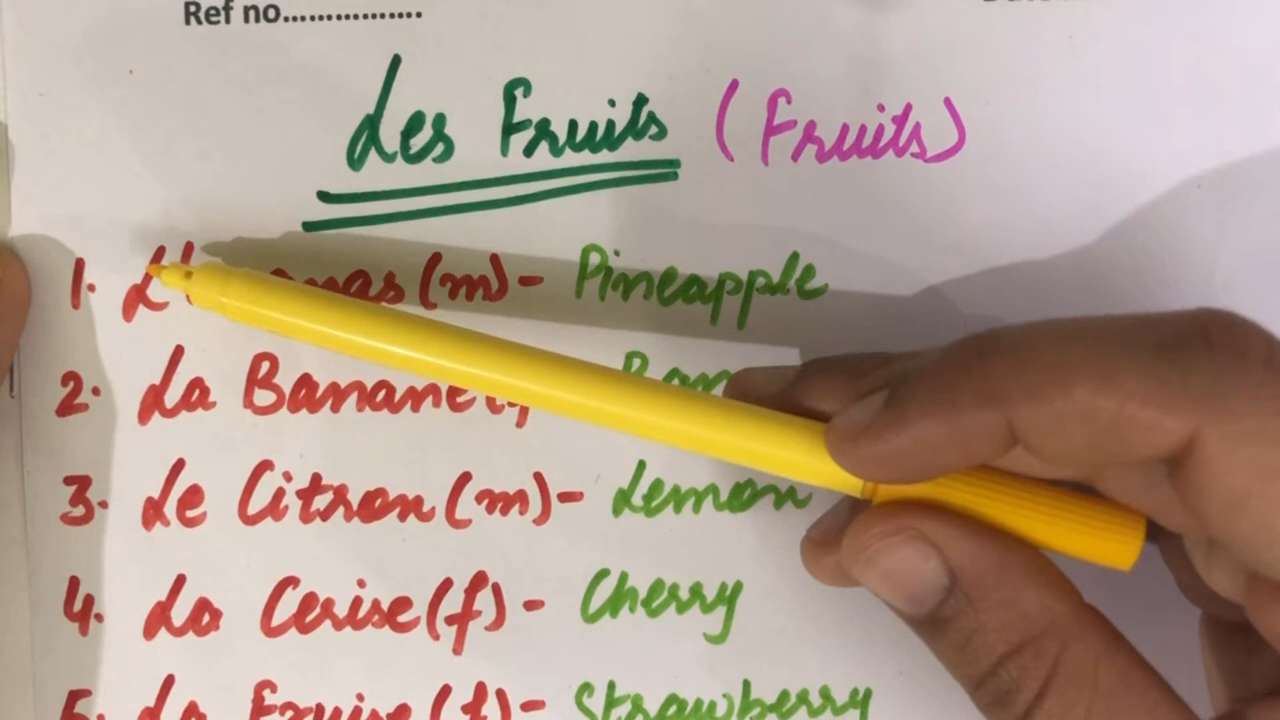 Ref no................
Les Fruits (Fruits)
1. (m)- Pineapple
2. La Banane
3. Le Citron (m)- Lemon
4. La Cerise (f)- Cherry
5. La (f)- Strawberry